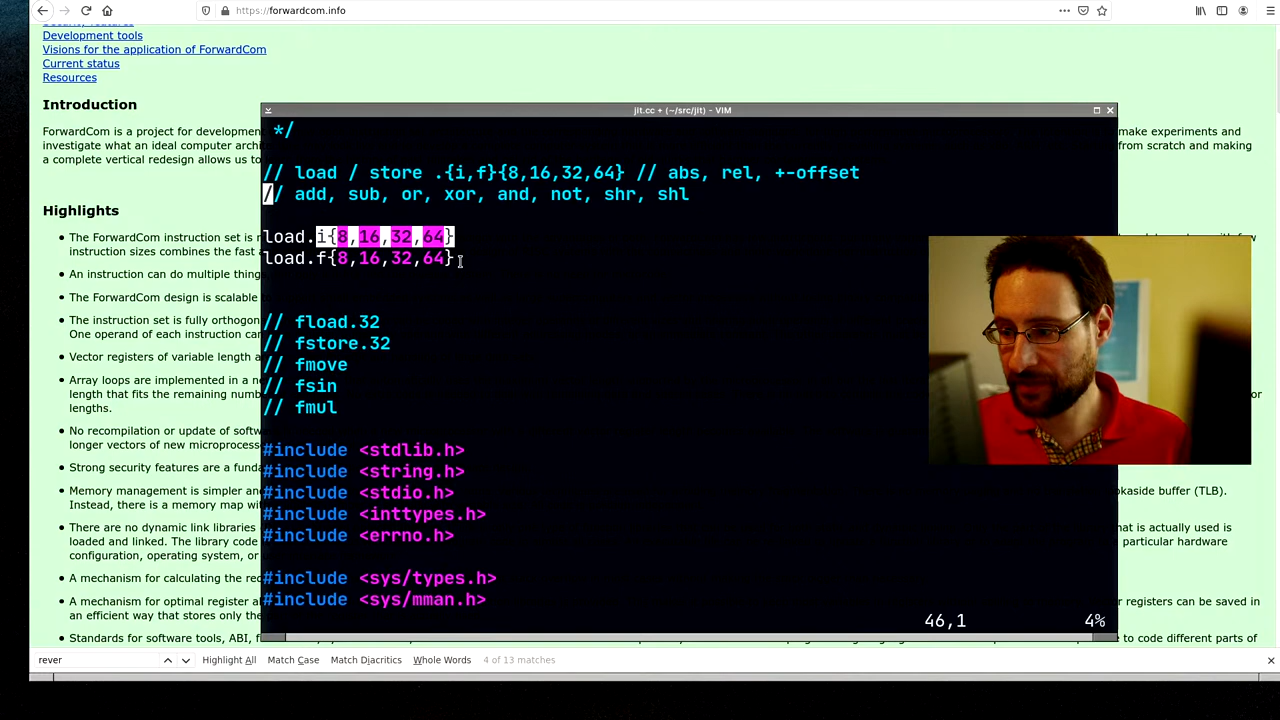 https://forwardcom.info
Development tools
Visions for the application of ForwardCom
Current status
Resources
Introduction
ForwardCom is a project for developmen
make experiments and
investigate what an ideal computer archi
from scratch and making
a complete vertical redesign allows us to
Highlights
The ForwardCom instruction set is
instruction sizes combines the fast
An instruction can do multiple thing
The ForwardCom design is scalable
The instruction set is fully orthogon
One operand of each instruction can
Vector registers of variable length a
Array loops are implemented in a ne
length that fits the remaining numb
lengths.
No recompilation or update of softw
longer vectors of new microproces
Strong security features are a funda
Memory management is simpler and
okaside buffer (TLB).
Instead, there is a memory map wit
There are no dynamic link libraries
hat is actually used is
loaded and linked. The library code
particular hardware
configuration, operating system, or
A mechanism for calculating the rec
A mechanism for optimal register a
r registers can be saved in
an efficient way that stores only the
Standards for software tools, ABI, f
to code different parts of
jit.cc + (~/src/jit) - VIM
*/
// load / store .{i,f}{8,16,32,64} // abs, rel, +-offset
// add, sub, or, xor, and, not, shr, shl
load.i{8,16,32,64}
load.f{8,16,32,64}
// fload.32
// fstore.32
// fmove
// fsin
// fmul
#include <stdlib.h>
#include <string.h>
#include <stdio.h>
#include <inttypes.h>
#include <errno.h>
#include <sys/types.h>
#include <sys/mman.h>
46,1 4%
rever
Highlight All Match Case Match Diacritics Whole Words 4 of 13 matches